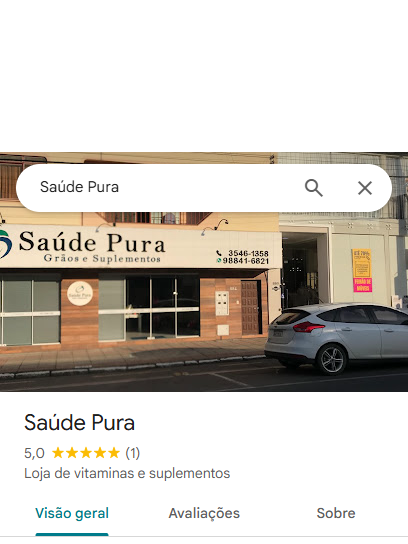 Saúde Pura
Saúde Pura
Grãos e Suplementos
3546-1358
98841-6821
Saúde Pura
Saúde Pura
5,0 ★★★★★ (1)
Loja de vitaminas e suplementos
Visão geral Avaliações Sobre